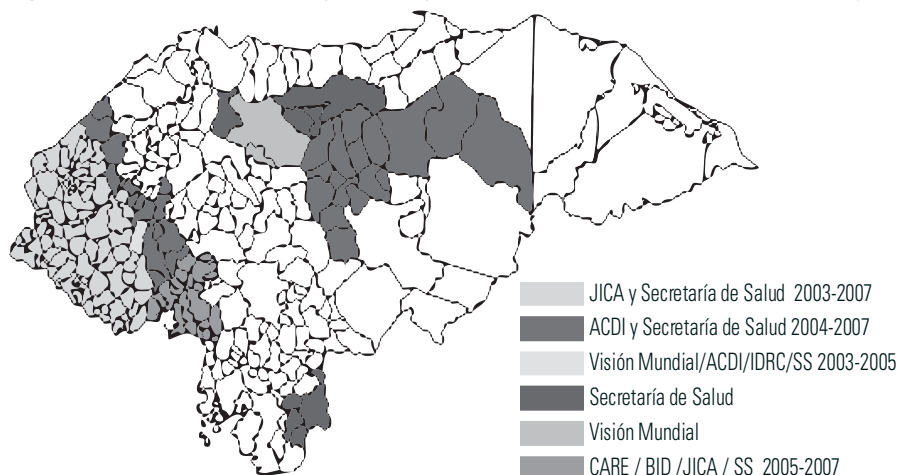 JICA y Secretaría de Salud 2003-2007
ACDI y Secretaría de Salud 2004-2007
Visión Mundial/ACDI/IDRC/SS 2003-2005
Secretaría de Salud
Visión Mundial
CARE / BID /JICA / SS 2005-2007